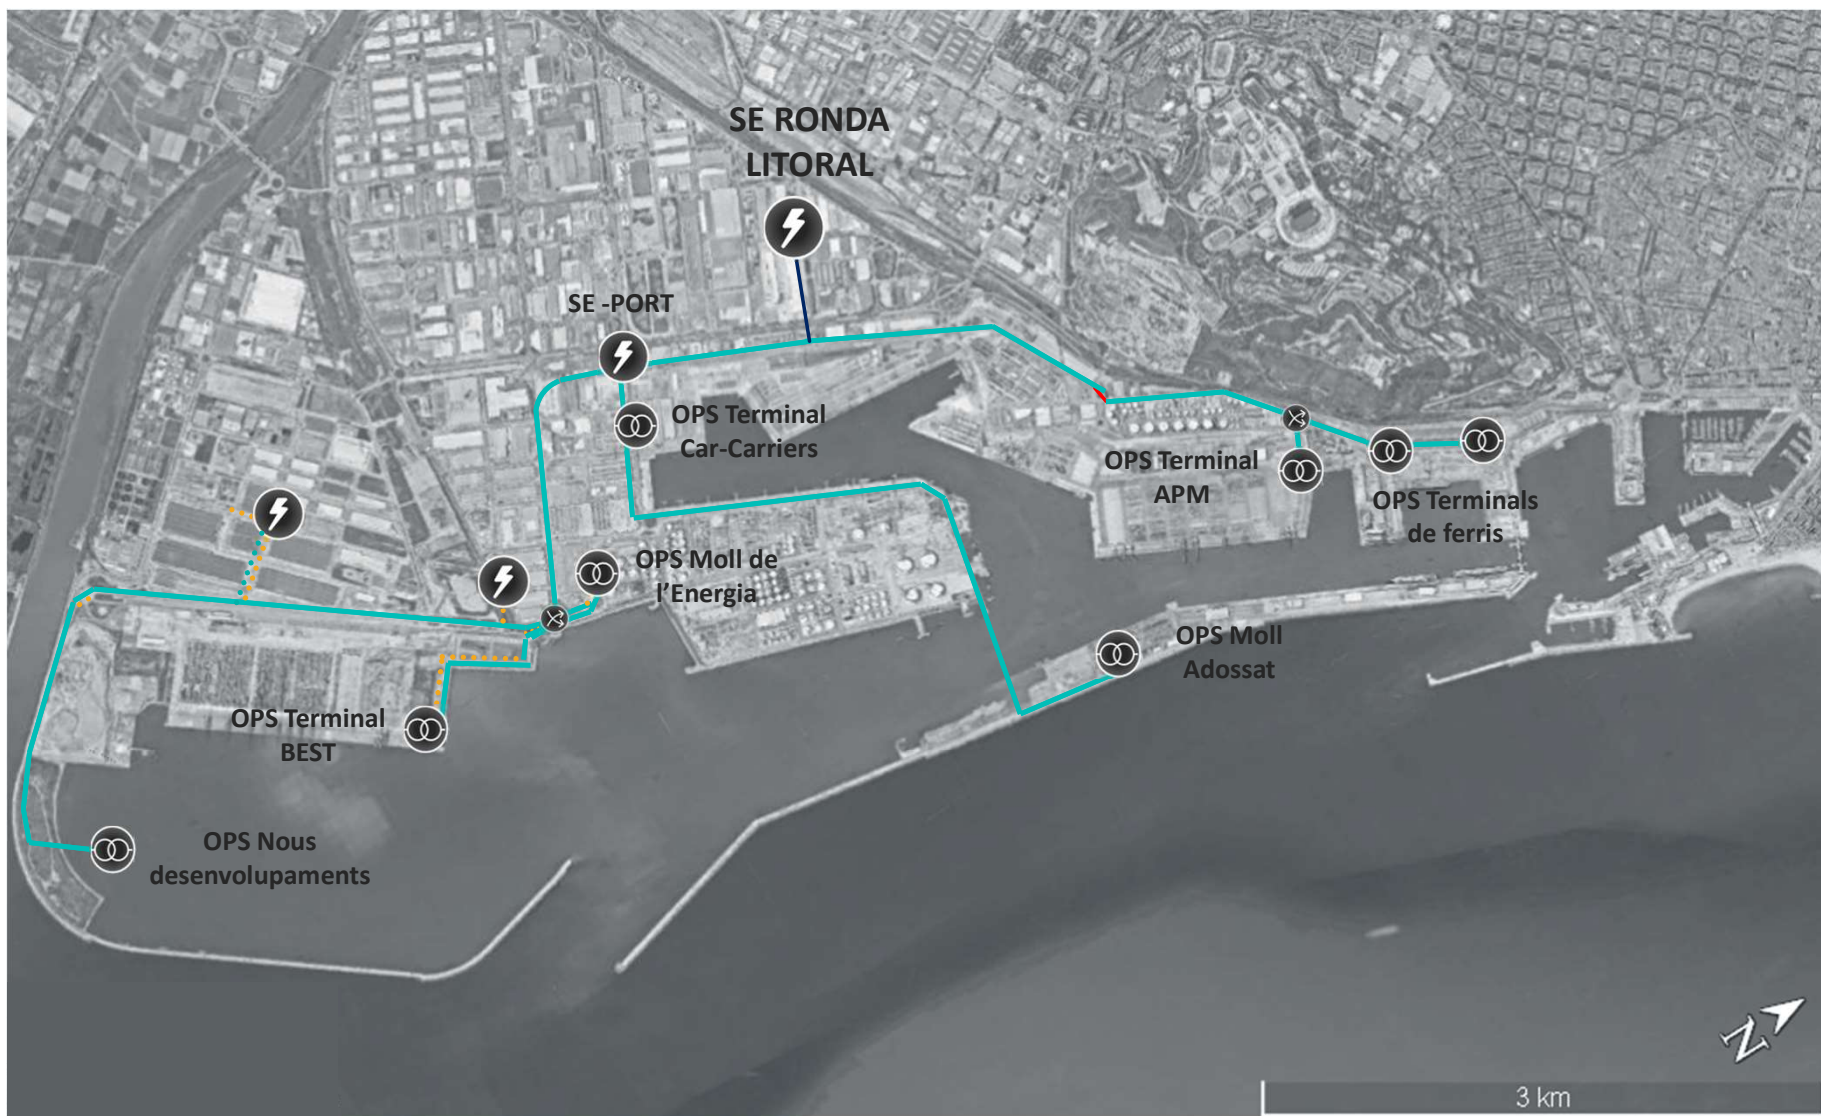 SE RONDA
LITORAL
SE -PORT
OPS Terminal
Car-Carriers
OPS Terminal
APM
OPS Terminals
de ferris
OPS Moll de
l'Energia
OPS Moll
Adossat
OPS Terminal
BEST
OPS Nous
desenvolupaments
N
3 km